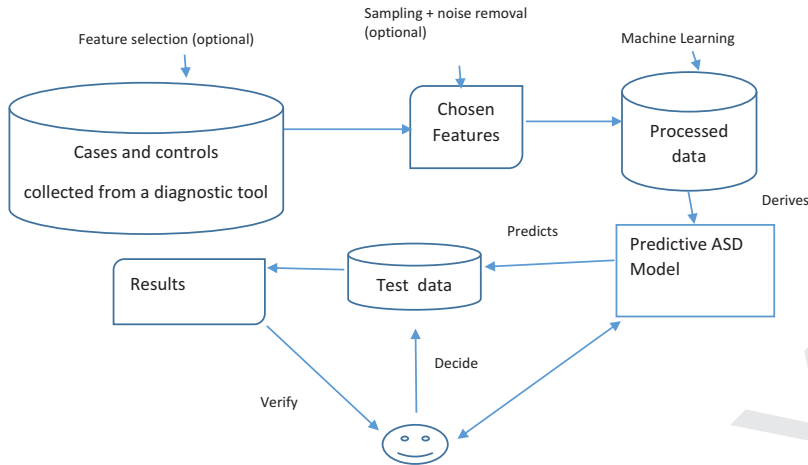 Sampling + noise removal
(optional)
Feature selection (optional)
Machine Learning
Chosen
Features
Cases and controls
collected from a diagnostic tool
Processed
data
Derives
Predicts
Predictive ASD
Model
Results
Test data
Decide
Verify